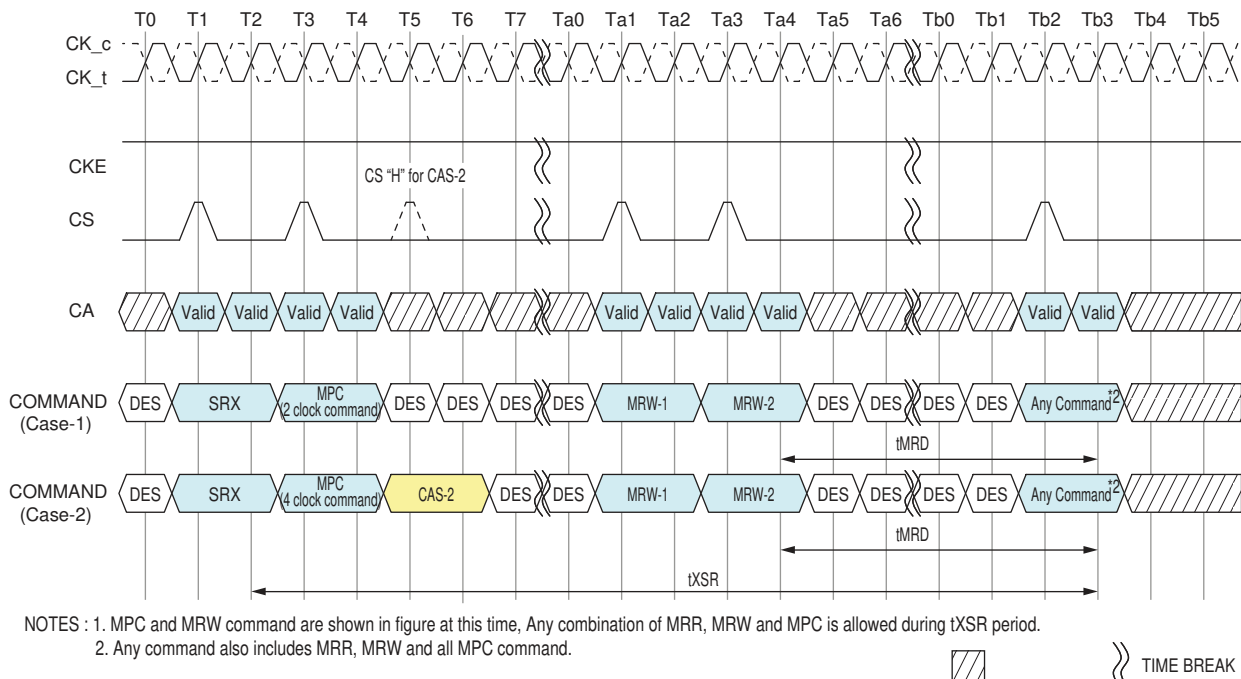 T0 T1 T2 T3 T4 T5 T6 T7 Ta0 Ta1 Ta2 Ta3 Ta4 Ta5 Ta6 Tb0 Tb1 Tb2 Tb3 Tb4 Tb5
CK_c
CK_t
CKE
CS “H” for CAS-2
CS
CA Valid Valid Valid Valid Valid Valid Valid Valid Valid Valid
COMMAND (Case-1) DES SRX MPC (2 clock command) DES DES DES DES MRW-1 MRW-2 DES DES DES DES Any Command*2
tMRD
COMMAND (Case-2) DES SRX MPC (4 clock command) CAS-2 DES DES MRW-1 MRW-2 DES DES DES DES Any Command*2
tMRD
tXSR
NOTES : 1. MPC and MRW command are shown in figure at this time, Any combination of MRR, MRW and MPC is allowed during tXSR period.
2. Any command also includes MRR, MRW and all MPC command.
TIME BREAK